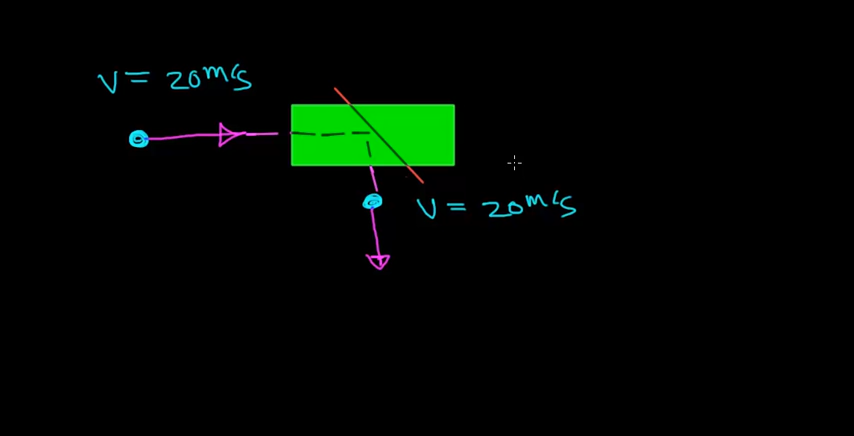 V = 20m/s
V = 20m/s